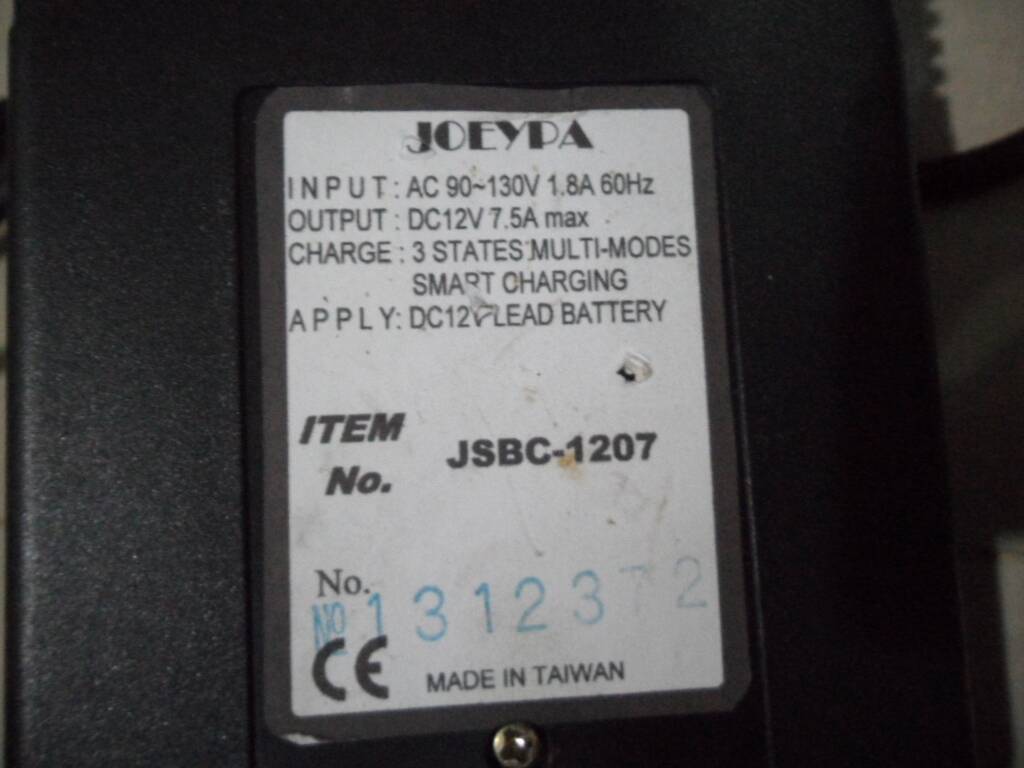 JOEYPA
INPUT: AC 90~130V 1.8A 60Hz
OUTPUT: DC12V 7.5A max
CHARGE: 3 STATES MULTI-MODES
SMART CHARGING
APPLY: DC12V LEAD BATTERY
ITEM
No. JSBC-1207
No.
No 1312372
CE
MADE IN TAIWAN